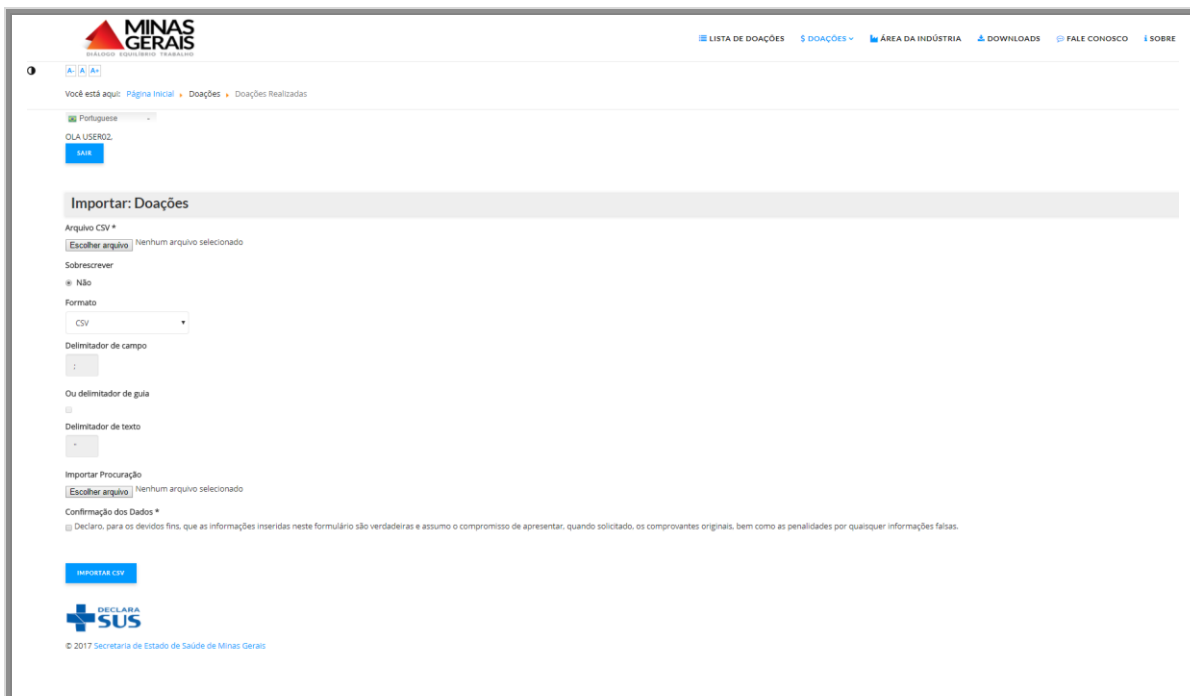 MINAS
GERAIS
DIÁLOGO EQUILÍBRIO TRABALHO
LISTA DE DOAÇÕES $ DOAÇÕES ÁREA DA INDÚSTRIA DOWNLOADS FALE CONOSCO i SOBRE
A- A A+
Você está aqui: Página Inicial Doações Doações Realizadas
Portuguese
OLA USER02,
SAIR
Importar: Doações
Arquivo CSV *
Escolher arquivo Nenhum arquivo selecionado
Sobrescrever
Não
Formato
CSV
Delimitador de campo
;
Ou delimitador de guia
Delimitador de texto
"
Importar Procuração
Escolher arquivo Nenhum arquivo selecionado
Confirmação dos Dados *
Declaro, para os devidos fins, que as informações inseridas neste formulário são verdadeiras e assumo o compromisso de apresentar, quando solicitado, os comprovantes originais, bem como as penalidades por quaisquer informações falsas.
IMPORTAR CSV
DECLARA
SUS
© 2017 Secretaria de Estado de Saúde de Minas Gerais